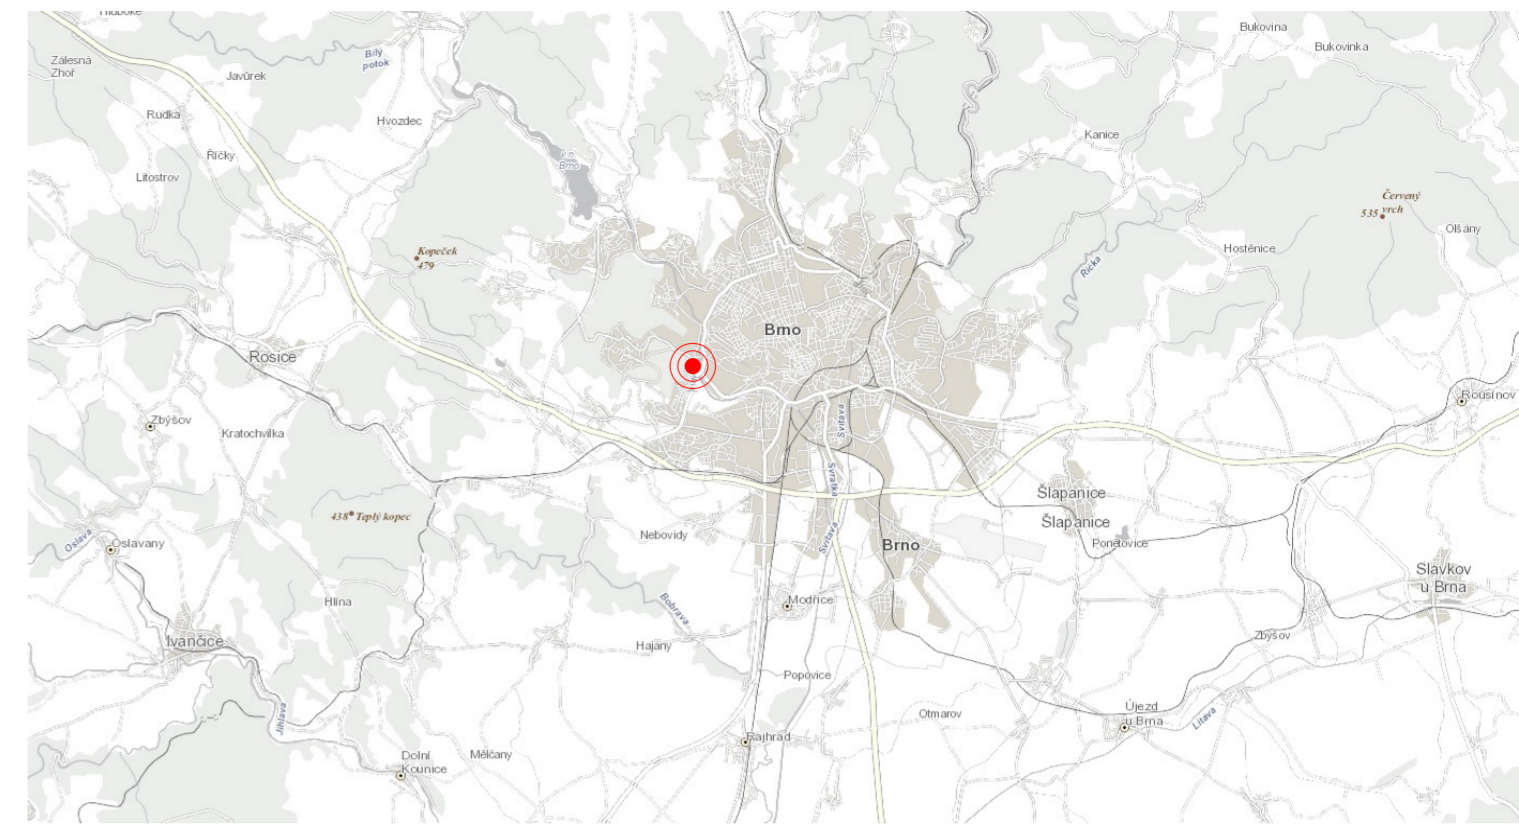 Hluboké
Bukovina
Bukovinka
Zálesná
Zhoř
Bílý
potok
Javůrek
Rudka
Hvozdec
Kanice
Říčky
v.n.
Brno
Litostrov
Červený
535 vrch
Olšany
Kopeček
479
Hostěnice
Říčka
Brno
Rosice
Rousínov
Zbýšov
Kratochvilka
Svitava
Svratka
Šlapanice
438 Teplý kopec
Šlapanice
Nebovidy
Svitava
Oslava
Oslavany
Brno
Ponětovice
Slavkov
u Brna
Hlína
Bobrava
Modřice
Ivančice
Hajany
Zbýšov
Popovice
Jihlava
Otmarov
Újezd
u Brna
Litava
Rajhrad
Dolní
Kounice
Mělčany